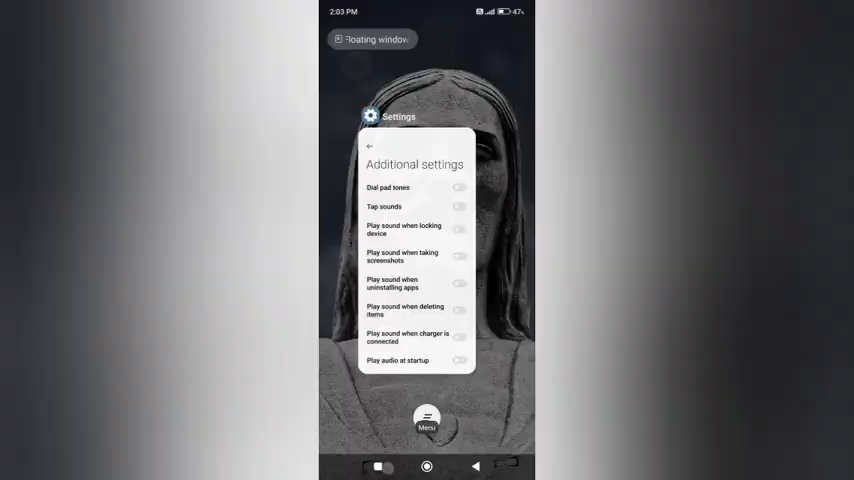 2:03 PM
47%
Floating window
Settings
Additional settings
Dial pad tones
Tap sounds
Play sound when locking
device
Play sound when taking
screenshots
Play sound when
uninstalling apps
Play sound when deleting
items
Play sound when charger is
connected
Play audio at startup
Menu